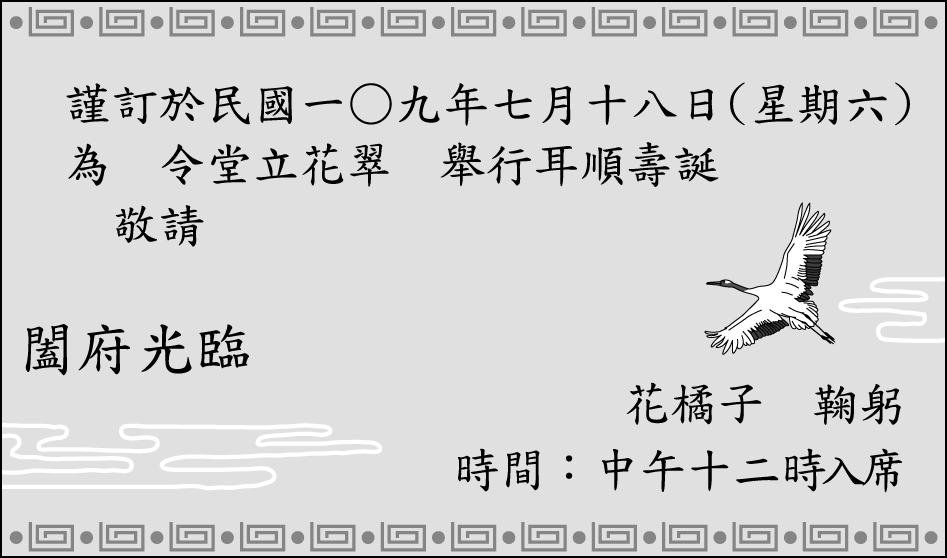 謹訂於民國一〇九年七月十八日(星期六)
為　令堂立花翠　舉行耳順壽誕
敬請
闔府光臨
花橘子　鞠躬
時間：中午十二時入席